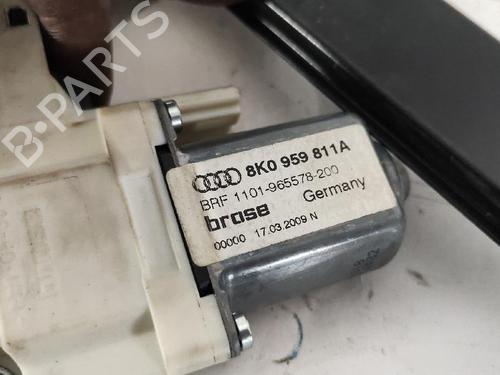 B-PARTS
8K0 959 811A
BRF 1101-965578-200
brose Germany
00000 17.03.2009 N